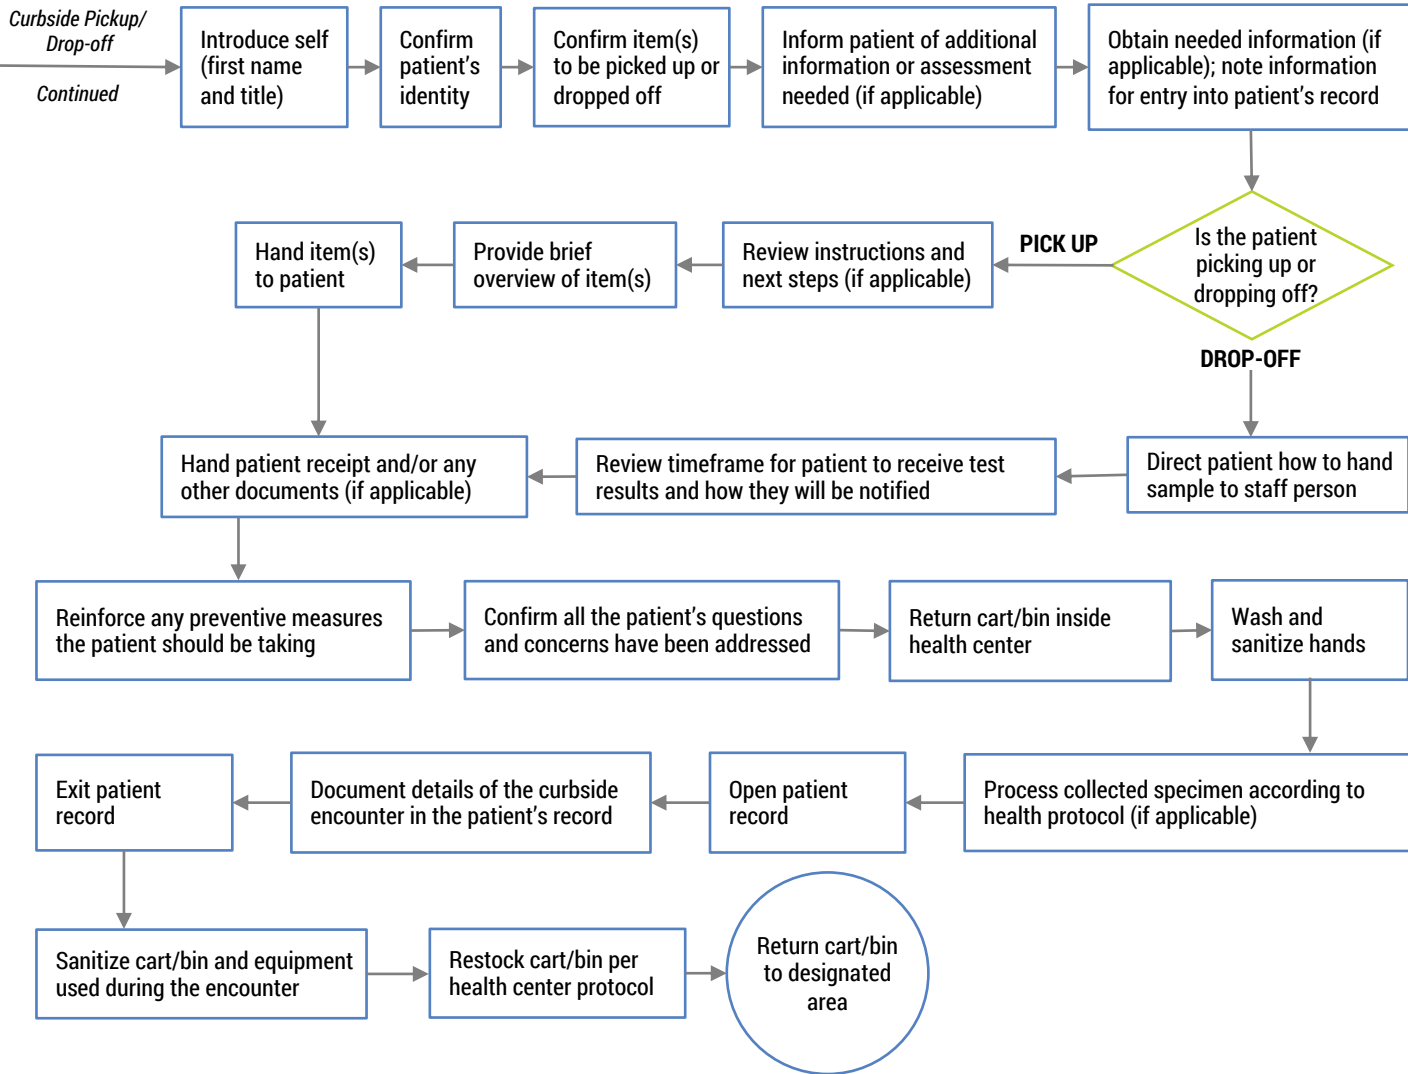 Curbside Pickup/
Drop-off
Continued
Introduce self
(first name
and title)
Confirm
patient's
identity
Confirm item(s)
to be picked up or
dropped off
Inform patient of additional
information or assessment
needed (if applicable)
Obtain needed information (if
applicable); note information
for entry into patient's record
Is the patient
picking up or
dropping off?
PICK UP
Review instructions and
next steps (if applicable)
Provide brief
overview of item(s)
Hand item(s)
to patient
DROP-OFF
Direct patient how to hand
sample to staff person
Review timeframe for patient to receive test
results and how they will be notified
Hand patient receipt and/or any
other documents (if applicable)
Reinforce any preventive measures
the patient should be taking
Confirm all the patient's questions
and concerns have been addressed
Return cart/bin inside
health center
Wash and
sanitize hands
Process collected specimen according to
health protocol (if applicable)
Open patient
record
Document details of the curbside
encounter in the patient's record
Exit patient
record
Sanitize cart/bin and equipment
used during the encounter
Restock cart/bin per
health center protocol
Return cart/bin
to designated
area